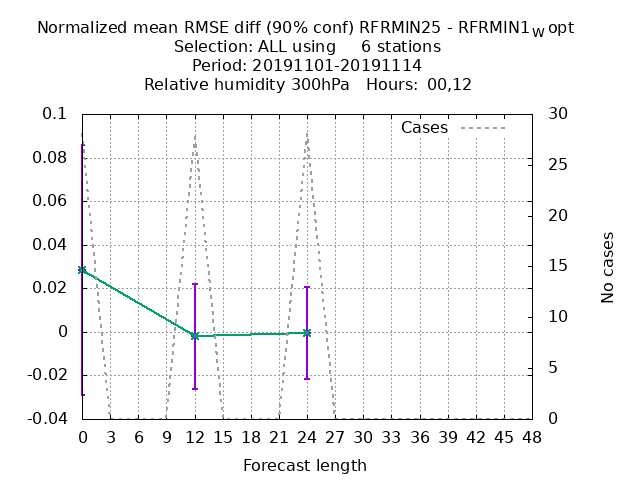 Normalized mean RMSE diff (90% conf) RFRMIN25 - RFRMIN1wopt
Selection: ALL using 6 stations
Period: 20191101-20191114
Relative humidity 300hPa Hours: 00,12
0.1
0.08
0.06
0.04
0.02
0
-0.02
-0.04
Cases
30
25
20
15
10
5
0
No cases
0 3 6 9 12 15 18 21 24 27 30 33 36 39 42 45 48
Forecast length